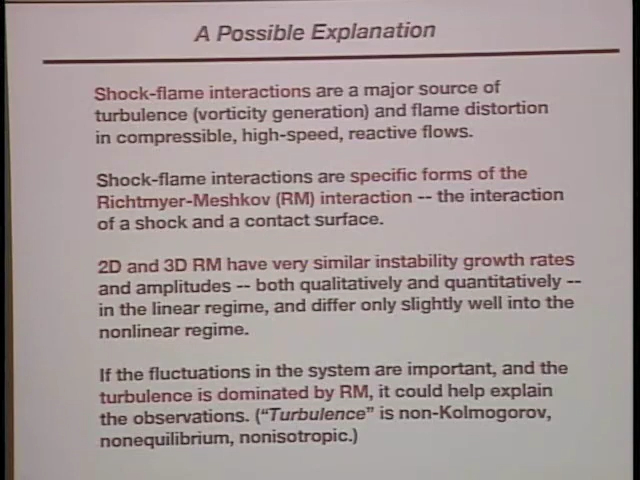 A Possible Explanation
Shock-flame interactions are a major source of
turbulence (vorticity generation) and flame distortion
in compressible, high-speed, reactive flows.
Shock-flame interactions are specific forms of the
Richtmyer-Meshkov (RM) interaction -- the interaction
of a shock and a contact surface.
2D and 3D RM have very similar instability growth rates
and amplitudes -- both qualitatively and quantitatively --
in the linear regime, and differ only slightly well into the
nonlinear regime.
If the fluctuations in the system are important, and the
turbulence is dominated by RM, it could help explain
the observations. (“Turbulence” is non-Kolmogorov,
nonequilibrium, nonisotropic.)